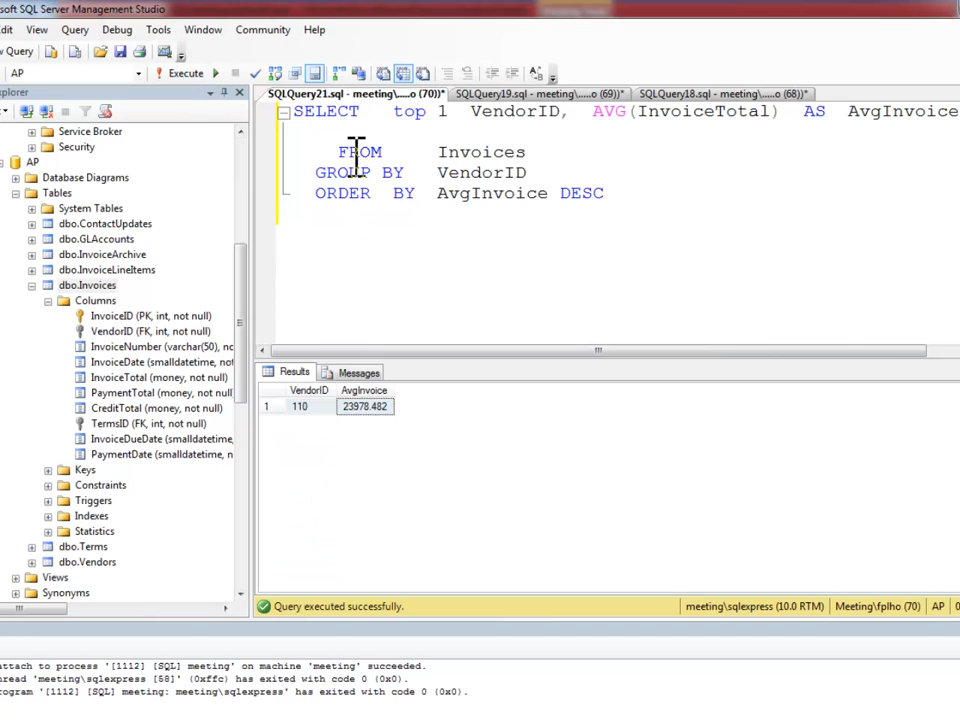 oft SQL Server Management Studio
dit View Query Debug Tools Window Community Help
w Query
AP Execute
xplorer
SQLQuery21.sql - meeting\.....o (70))* SQLQuery19.sql - meeting\.....o (69))* SQLQuery18.sql - meeting\.....o (68))*
Service Broker
Security
AP
Database Diagrams
Tables
System Tables
dbo.ContactUpdates
dbo.GLAccounts
dbo.InvoiceArchive
dbo.InvoiceLineItems
dbo.Invoices
Columns
InvoiceID (PK, int, not null)
VendorID (FK, int, not null)
InvoiceNumber (varchar(50), no
InvoiceDate (smalldatetime, not
InvoiceTotal (money, not null)
PaymentTotal (money, not null)
CreditTotal (money, not null)
TermsID (FK, int, not null)
InvoiceDueDate (smalldatetime,
PaymentDate (smalldatetime, n
Keys
Constraints
Triggers
Indexes
Statistics
dbo.Terms
dbo.Vendors
Views
Synonyms
SELECT top 1 VendorID, AVG(InvoiceTotal) AS AvgInvoice
FROM Invoices
GROUP BY VendorID
ORDER BY AvgInvoice DESC
Results Messages
VendorID AvgInvoice
1 110 23978.482
Query executed successfully. meeting\sqlexpress (10.0 RTM) Meeting\fplho (70) AP 0
attach to process '[1112] [SQL] meeting' on machine 'meeting' succeeded.
hread 'meeting\sqlexpress [58]' has exited with code 0 (0x0).
rogram '[1112] [SQL] meeting: meeting\sqlexpress' has exited with code 0 (0x0).